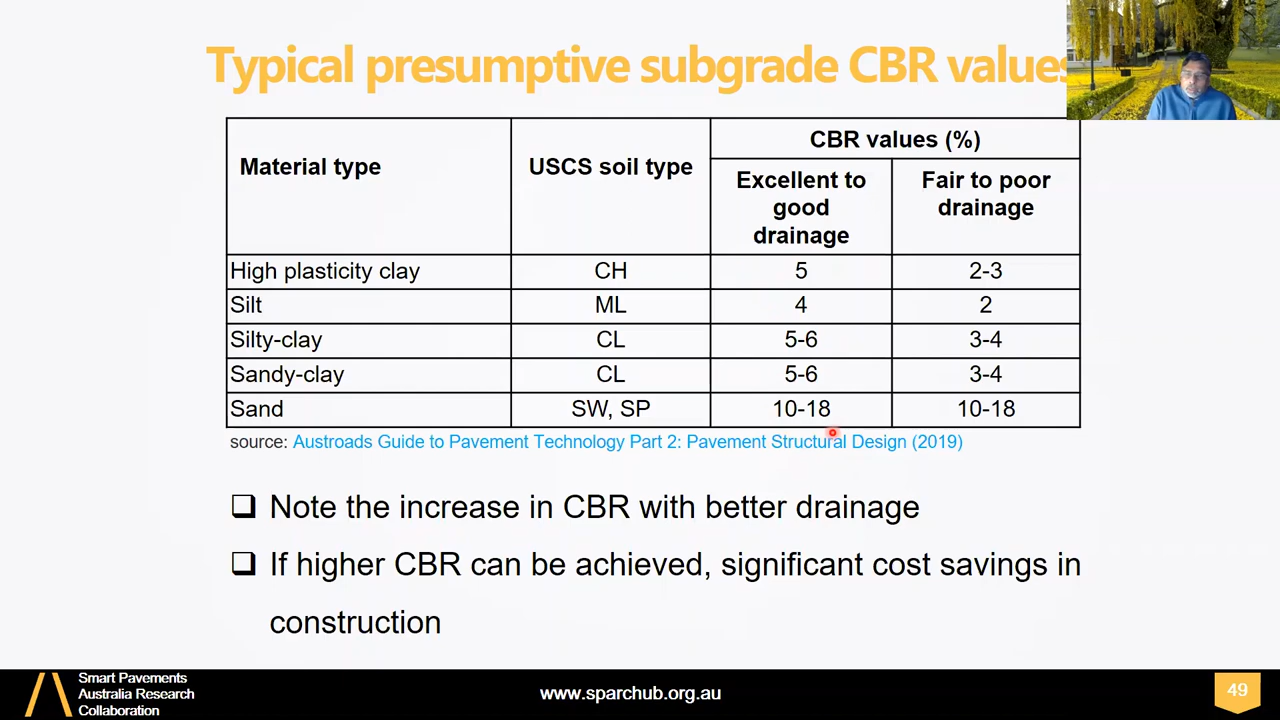 Typical presumptive subgrade CBR values
Material type USCS soil type CBR values (%)
Excellent to good drainage Fair to poor drainage
High plasticity clay CH 5 2-3
Silt ML 4 2
Silty-clay CL 5-6 3-4
Sandy-clay CL 5-6 3-4
Sand SW, SP 10-18 10-18
source: Austroads Guide to Pavement Technology Part 2: Pavement Structural Design (2019)
Note the increase in CBR with better drainage
If higher CBR can be achieved, significant cost savings in
construction
Smart Pavements
Australia Research
Collaboration
www.sparchub.org.au
49